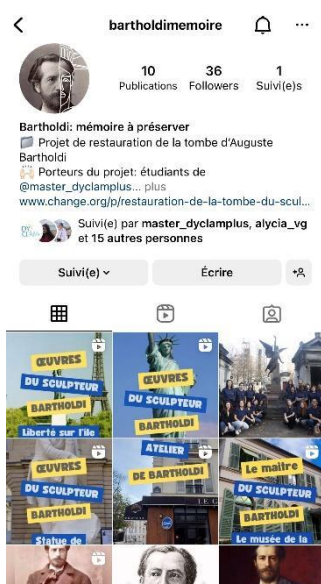 bartholdimemoire
10
36
1
Publications
Followers
Suivi(e)s
Bartholdi: mémoire à préserver
Projet de restauration de la tombe d'Auguste
Bartholdi
Porteurs du projet: étudiants de
@master_dyclamplus... plus
www.change.org/p/restauration-de-la-tombe-du-scul...
Suivi(e) par master_dyclamplus, alycia_vg
et 15 autres personnes
Suivi(e)
Écrire
ŒUVRES
DU SCULPTEUR
BARTHOLDI
Liberté sur l'île
ŒUVRES
DU SCULPTEUR
BARTHOLDI
ŒUVRES
DU SCULPTEUR
BARTHOLDI
Statue de
ATELIER
DE BARTHOLDI
Le maître
DU SCULPTEUR
BARTHOLDI
Le musée de la